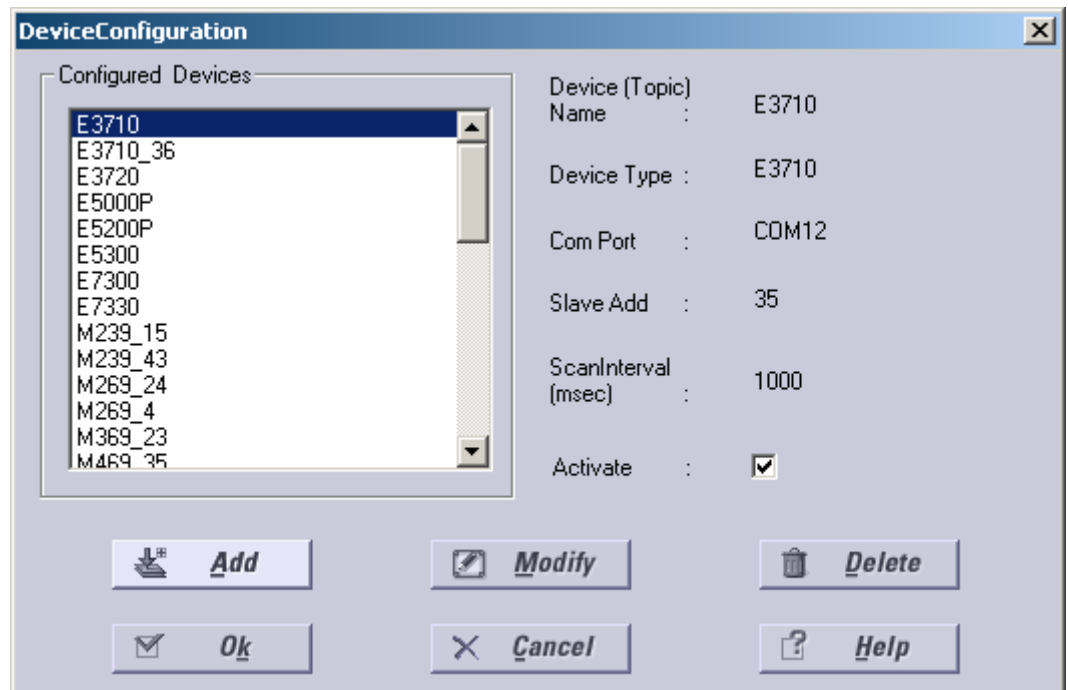 DeviceConfiguration
Configured Devices
E3710
E3710_36
E3720
E5000P
E5200P
E5300
E7300
E7330
M239_15
M239_43
M269_24
M269_4
M369_23
M469_35
Device (Topic)
Name : E3710
Device Type : E3710
Com Port : COM12
Slave Add : 35
ScanInterval
(msec) : 1000
Activate :
Add
Modify
Delete
Ok
Cancel
Help